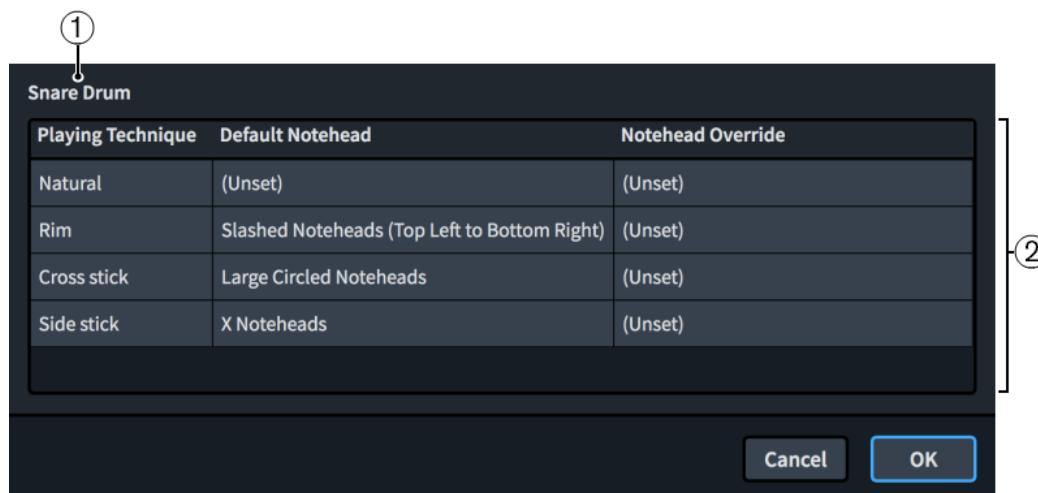 ①
Snare Drum
Playing Technique Default Notehead Notehead Override
Natural (Unset) (Unset)
Rim Slashed Noteheads (Top Left to Bottom Right) (Unset)
Cross stick Large Circled Noteheads (Unset)
Side stick X Noteheads (Unset)
②
Cancel OK